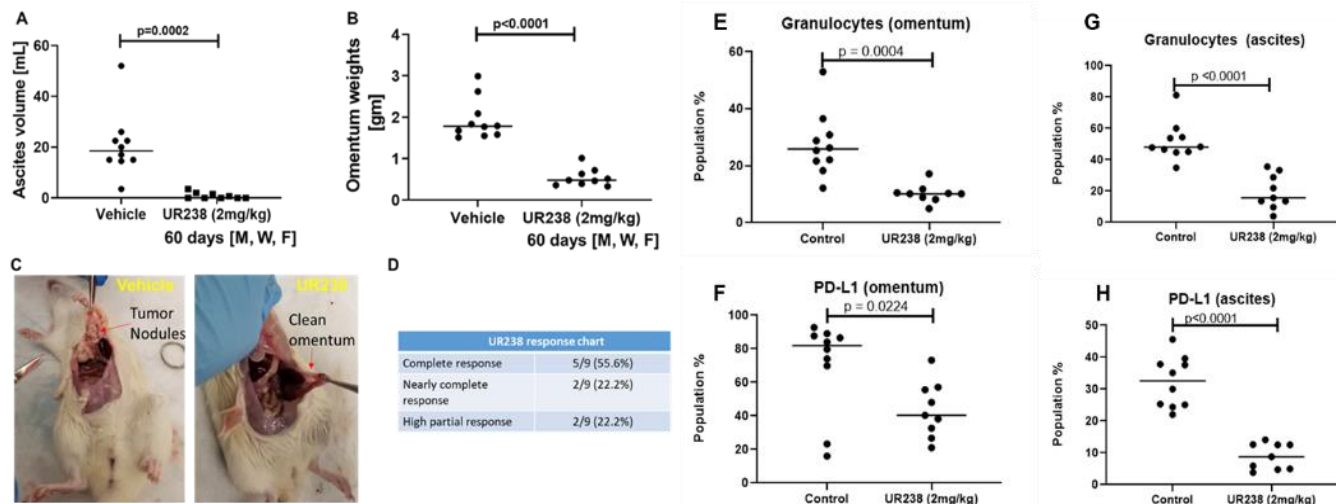 A
p=0.0002
Ascites volume [mL]
60
40
20
0
Vehicle
UR238 (2mg/kg)
60 days [M, W, F]
B
p<0.0001
Omentum weights
[gm]
4
3
2
1
0
Vehicle
UR238 (2mg/kg)
60 days [M, W, F]
C
Vehicle
Tumor
Nodules
UR238
Clean
omentum
D
UR238 response chart
Complete response 5/9 (55.6%)
Nearly complete response 2/9 (22.2%)
High partial response 2/9 (22.2%)
E
Granulocytes (omentum)
p = 0.0004
Population %
60
40
20
0
Control
UR238 (2mg/kg)
F
PD-L1 (omentum)
p = 0.0224
Population %
100
80
60
40
20
0
Control
UR238 (2mg/kg)
G
Granulocytes (ascites)
p <0.0001
Population %
100
80
60
40
20
0
Control
UR238 (2mg/kg)
H
PD-L1 (ascites)
p<0.0001
Population %
50
40
30
20
10
0
Control
UR238 (2mg/kg)